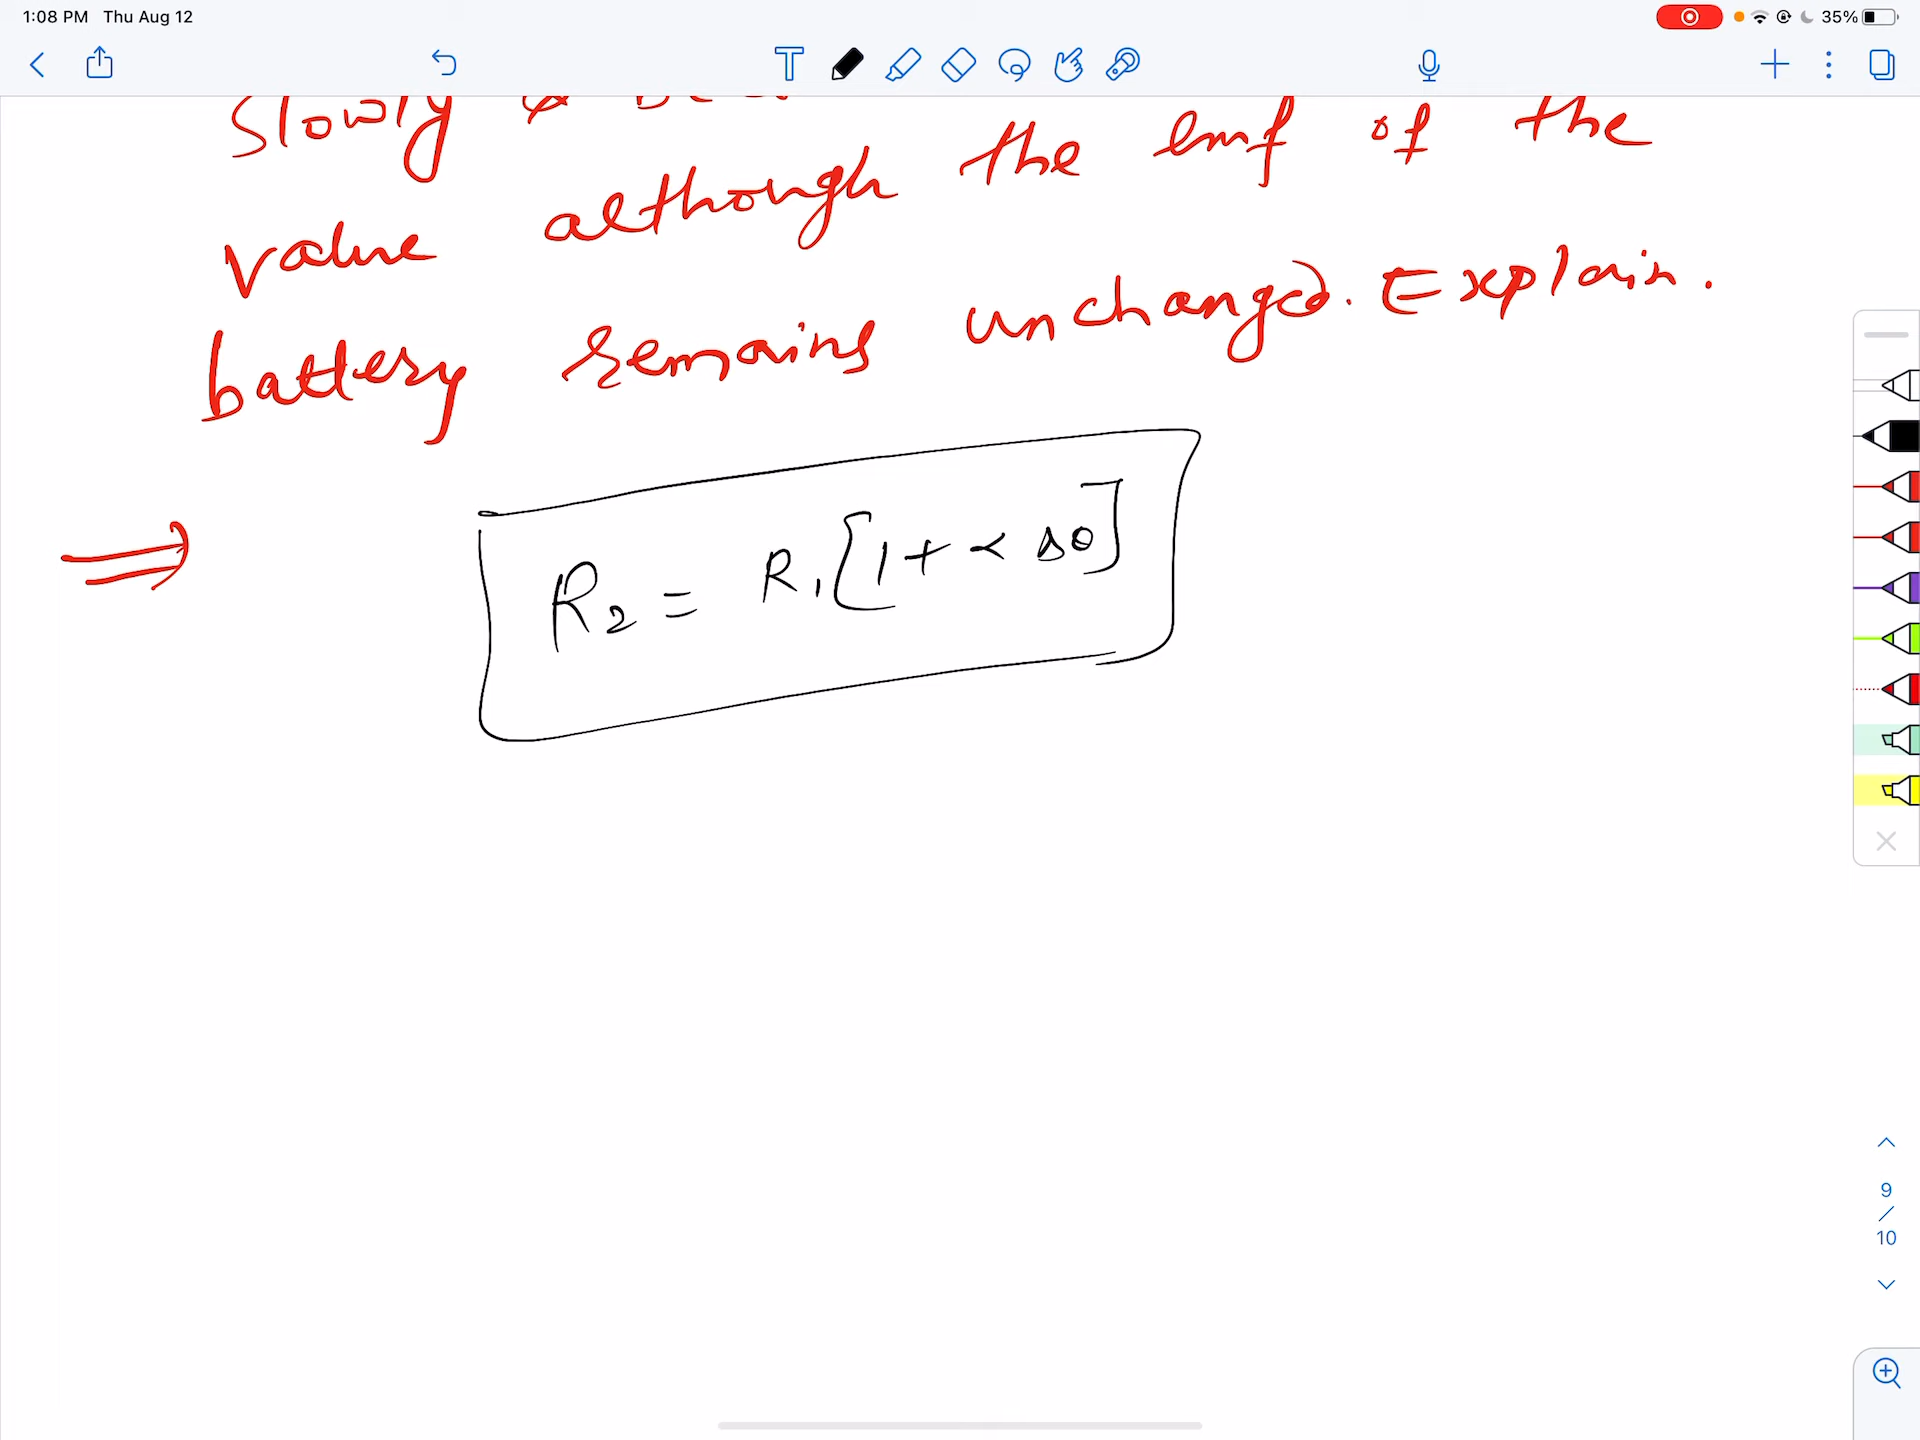 1:08 PM Thu Aug 12
35%
T
slowly &
value although the emf of the
battery remains unchanged. Explain.
⇒ R₂ = R₁[1+α Δθ]
9
/
10